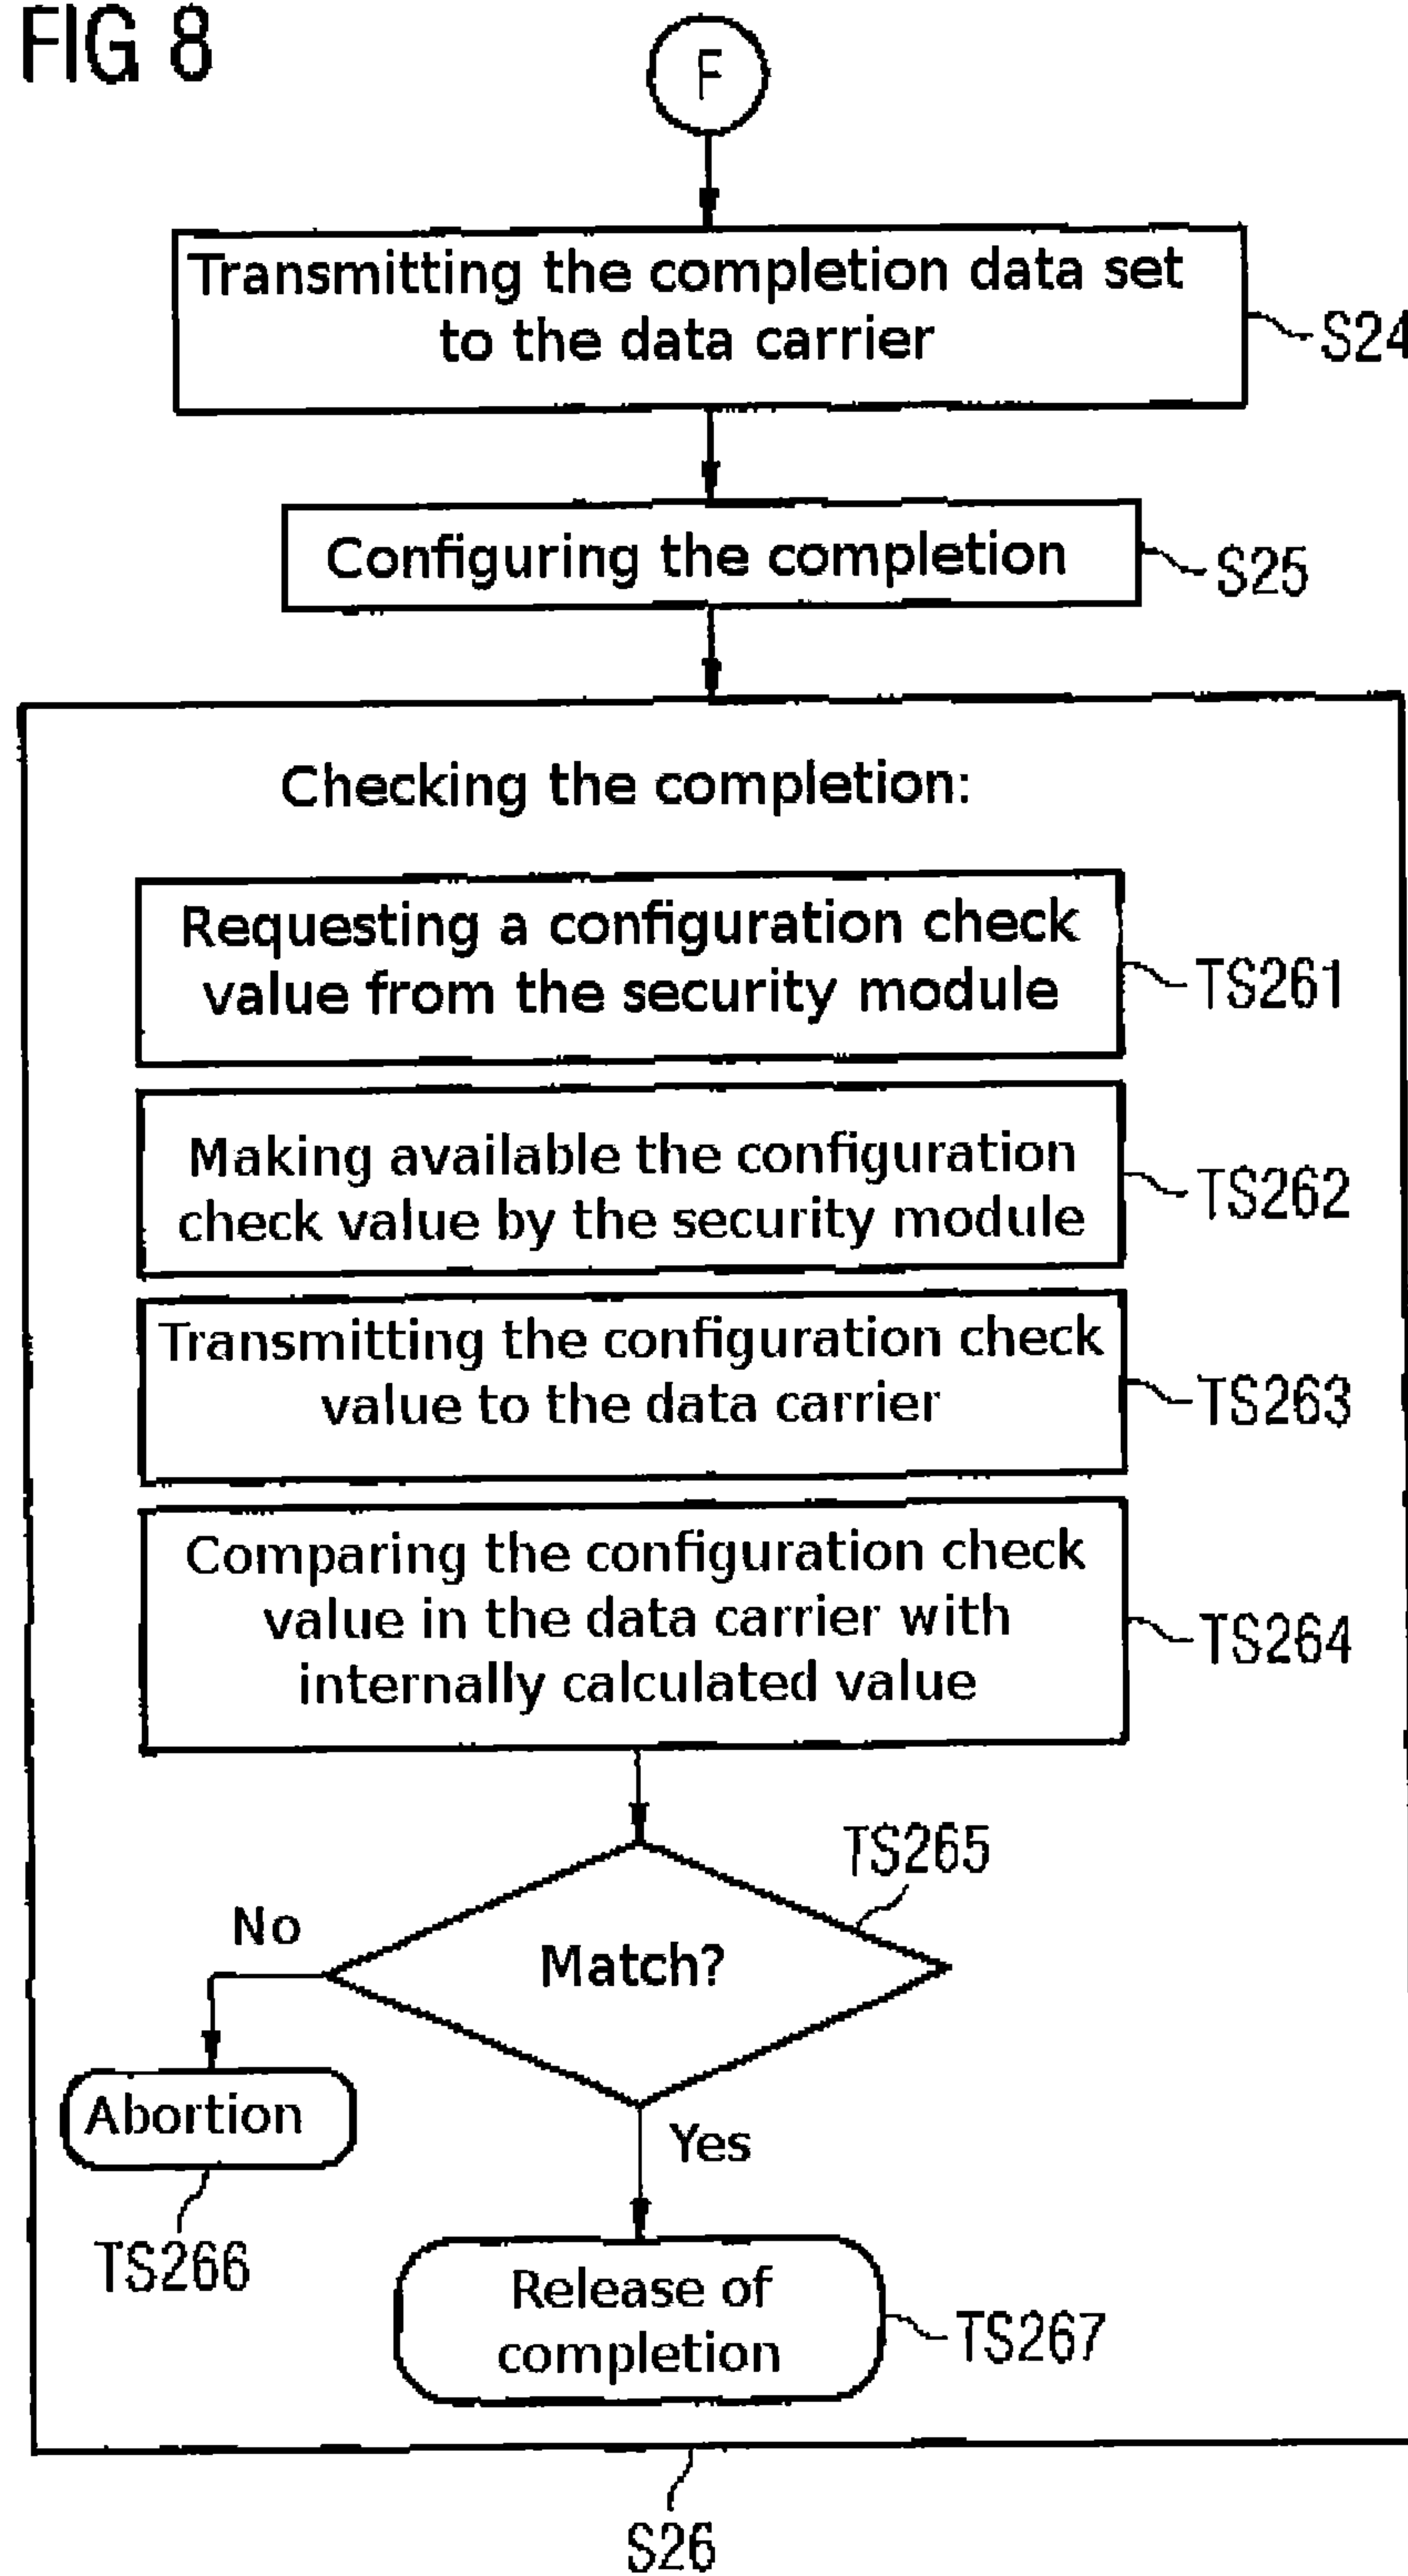 FIG 8
F
Transmitting the completion data set
to the data carrier
S24
Configuring the completion
S25
Checking the completion:
Requesting a configuration check
value from the security module
TS261
Making available the configuration
check value by the security module
TS262
Transmitting the configuration check
value to the data carrier
TS263
Comparing the configuration check
value in the data carrier with
internally calculated value
TS264
TS265
No
Match?
Abortion
Yes
TS266
Release of
completion
TS267
S26